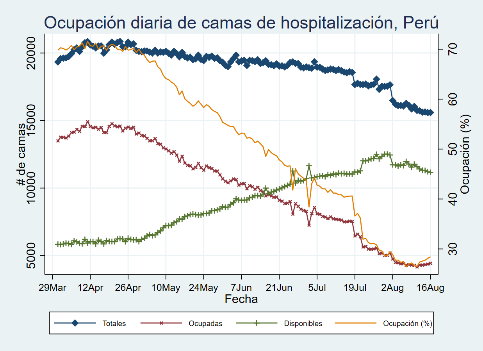 Ocupación diaria de camas de hospitalización, Perú
# de camas
20000
15000
10000
5000
Ocupación (%)
70
60
50
40
30
29Mar 12Apr 26Apr 10May 24May 7Jun 21Jun 5Jul 19Jul 2Aug 16Aug
Fecha
Totales Ocupadas Disponibles Ocupación (%)